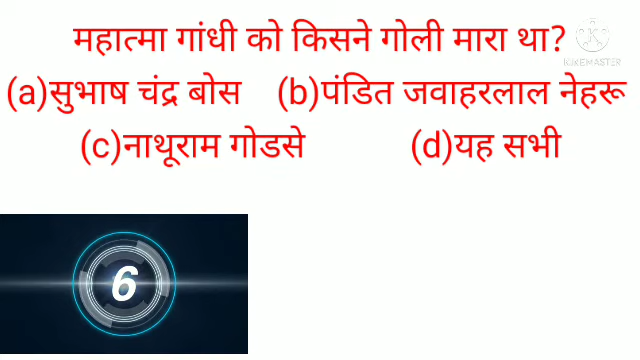 महात्मा गांधी को किसने गोली मारा था?
(a)सुभाष चंद्र बोस (b)पंडित जवाहरलाल नेहरू
(c)नाथूराम गोडसे (d)यह सभी
KINEMASTER
6